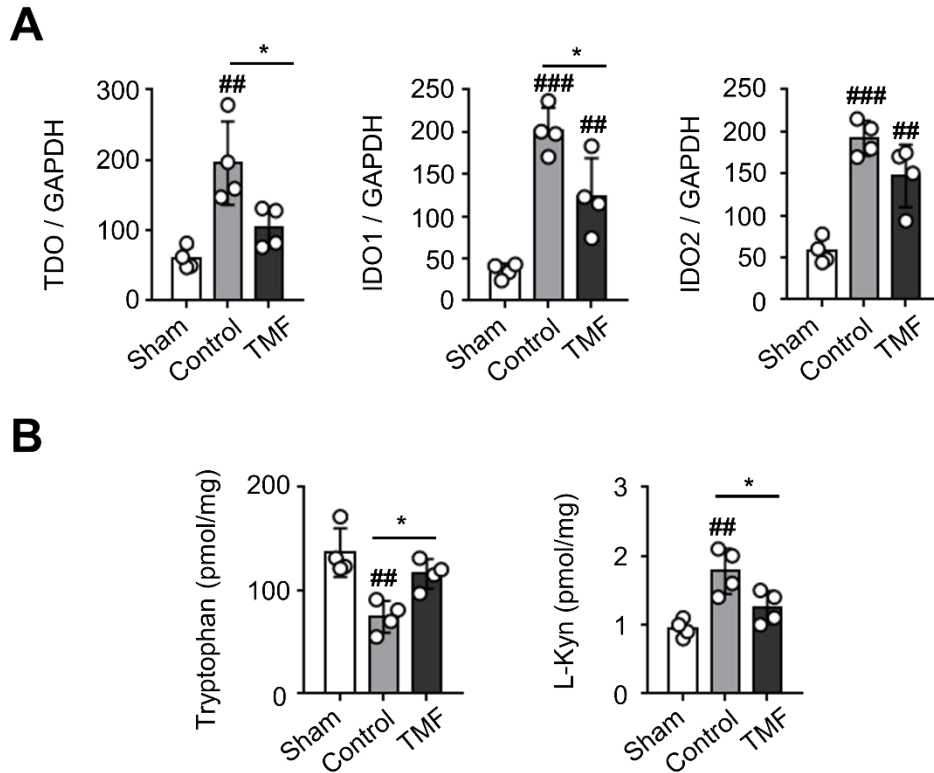 A
TDO / GAPDH
300
200
100
0
##
*
Sham
Control
TMF
IDO1 / GAPDH
250
200
150
100
50
0
###
*
##
Sham
Control
TMF
IDO2 / GAPDH
250
200
150
100
50
0
###
##
Sham
Control
TMF
B
Tryptophan (pmol/mg)
200
100
0
##
*
Sham
Control
TMF
L-Kyn (pmol/mg)
3
2
1
0
##
*
Sham
Control
TMF